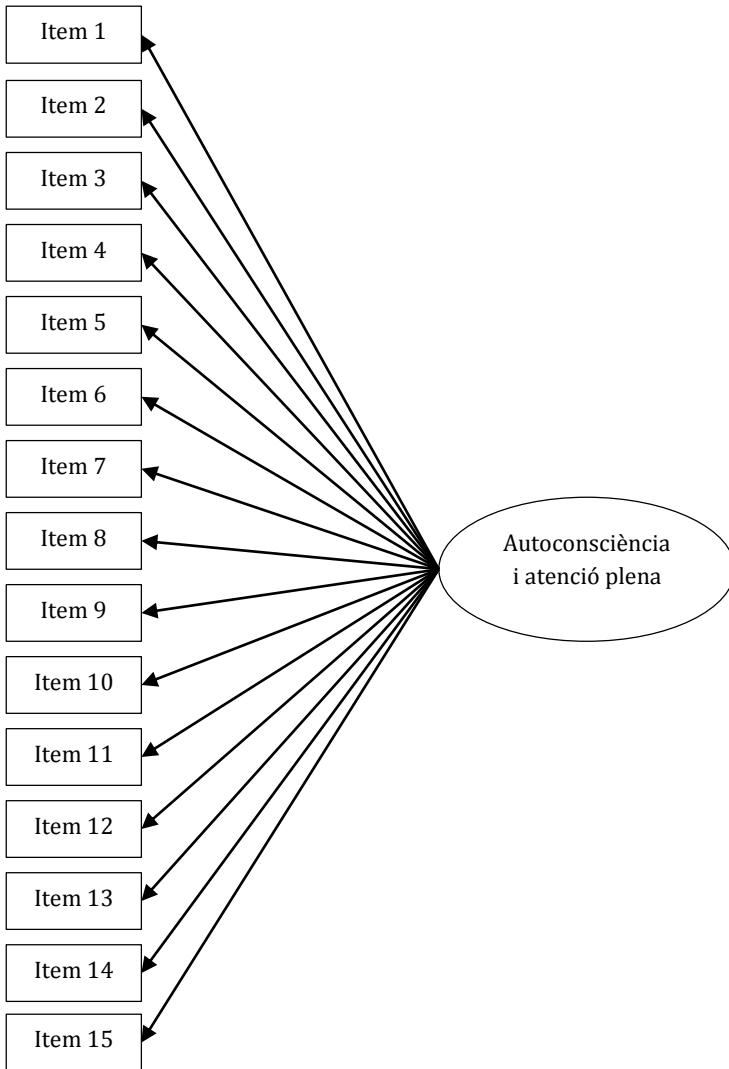 Item 1
Item 2
Item 3
Item 4
Item 5
Item 6
Item 7
Item 8
Item 9
Item 10
Item 11
Item 12
Item 13
Item 14
Item 15
Autoconsciència
i atenció plena